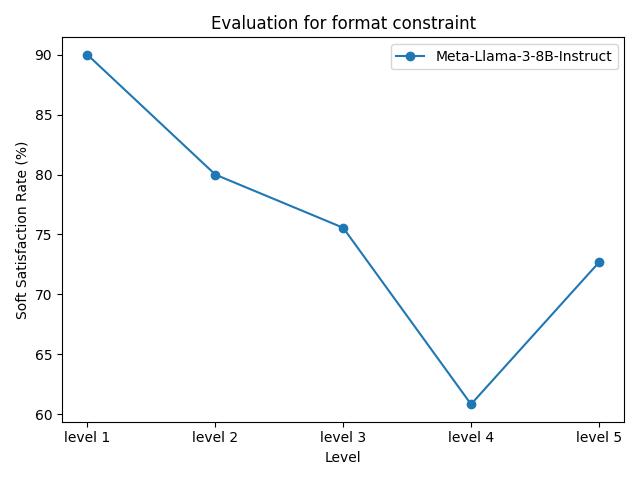 Evaluation for format constraint
Meta-Llama-3-8B-Instruct
Soft Satisfaction Rate (%)
90
85
80
75
70
65
60
level 1
level 2
level 3
level 4
level 5
Level